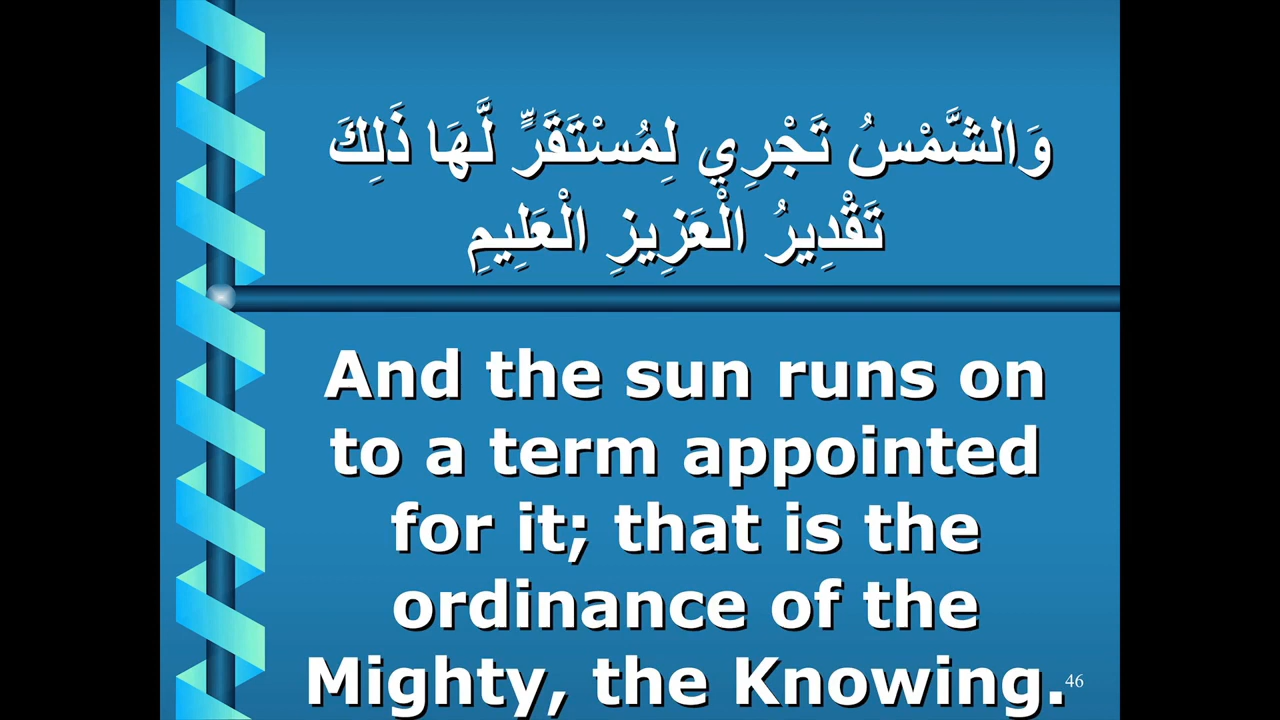 وَالشَّمْسُ تَجْرِي لِمُسْتَقَرٍّ لَّهَا ذَلِكَ
تَقْدِيرُ الْعَزِيزِ الْعَلِيمِ
And the sun runs on
to a term appointed
for it; that is the
ordinance of the
Mighty, the Knowing.
46